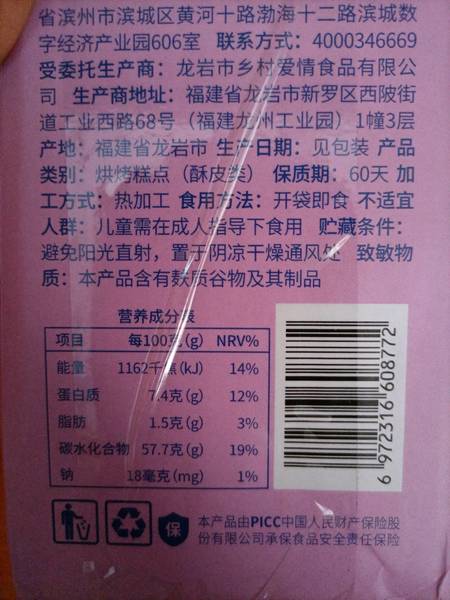 省滨州市滨城区黄河十路渤海十二路滨城数
字经济产业园606室 联系方式：4000346669
受委托生产商：龙岩市乡村爱情食品有限公
司 生产商地址：福建省龙岩市新罗区西陂街
道工业西路68号（福建龙州工业园）1幢3层
产地：福建省龙岩市 生产日期：见包装 产品
类别：烘烤糕点（酥皮类） 保质期：60天 加
工方式：热加工 食用方法：开袋即食 不适宜
人群：儿童需在成人指导下食用 贮藏条件：
避免阳光直射，置于阴凉干燥通风处 致敏物
质：本产品含有麸质谷物及其制品
营养成分表
项目 每100克(g) NRV%
能量 1162千焦(kJ) 14%
蛋白质 7.4克(g) 12%
脂肪 1.5克(g) 3%
碳水化合物 57.7克(g) 19%
钠 18毫克(mg) 1%
6 972316 608772
保
本产品由PICC中国人民财产保险股
份有限公司承保食品安全责任保险